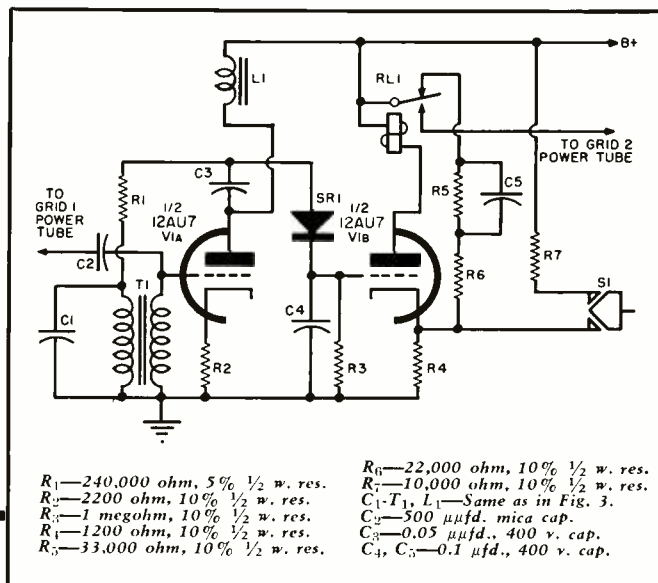 B+
L1
RL1
TO GRID 2
POWER TUBE
R1
C3
1/2
12AU7
V1A
SR1
1/2
12AU7
V1B
R5
C5
R7
TO
GRID 1
POWER
TUBE
C2
T1
R6
S1
C4
C1
R2
R3
R4
R1—240,000 ohm, 5% ½ w. res.
R2—2200 ohm, 10% ½ w. res.
R3—1 megohm, 10% ½ w. res.
R4—1200 ohm, 10% ½ w. res.
R5—33,000 ohm, 10% ½ w. res.
R6—22,000 ohm, 10% ½ w. res.
R7—10,000 ohm, 10% ½ w. res.
C1-T1, L1—Same as in Fig. 3.
C2—500 μμfd. mica cap.
C3—0.05 μfd., 400 v. cap.
C4, C5—0.1 μfd., 400 v. cap.